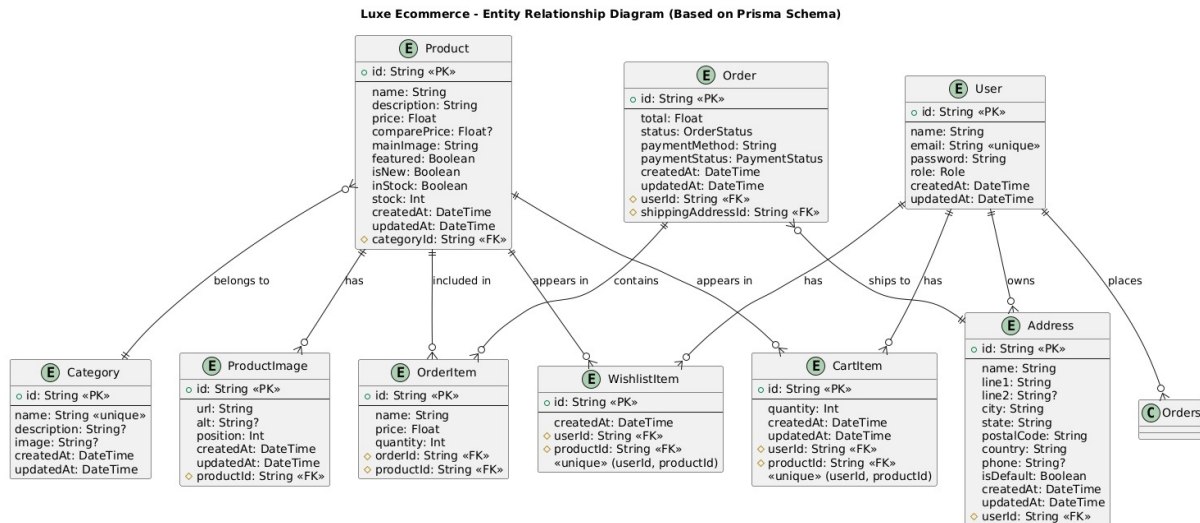 Luxe Ecommerce - Entity Relationship Diagram (Based on Prisma Schema)
E Product
id: String «PK»
name: String
description: String
price: Float
comparePrice: Float?
mainImage: String
featured: Boolean
isNew: Boolean
inStock: Boolean
stock: Int
createdAt: DateTime
updatedAt: DateTime
categoryId: String «FK»
E Order
id: String «PK»
total: Float
status: OrderStatus
paymentMethod: String
paymentStatus: PaymentStatus
createdAt: DateTime
updatedAt: DateTime
userId: String «FK»
shippingAddressId: String «FK»
E User
id: String «PK»
name: String
email: String «unique»
password: String
role: Role
createdAt: DateTime
updatedAt: DateTime
belongs to
has
included in
appears in
contains
appears in
has
ships to
has
owns
places
E Category
id: String «PK»
name: String «unique»
description: String?
image: String?
createdAt: DateTime
updatedAt: DateTime
E ProductImage
id: String «PK»
url: String
alt: String?
position: Int
createdAt: DateTime
updatedAt: DateTime
productId: String «FK»
E OrderItem
id: String «PK»
name: String
price: Float
quantity: Int
orderId: String «FK»
productId: String «FK»
E WishlistItem
id: String «PK»
createdAt: DateTime
userId: String «FK»
productId: String «FK»
«unique» (userId, productId)
E CartItem
id: String «PK»
quantity: Int
createdAt: DateTime
updatedAt: DateTime
userId: String «FK»
productId: String «FK»
«unique» (userId, productId)
E Address
id: String «PK»
name: String
line1: String
line2: String?
city: String
state: String
postalCode: String
country: String
phone: String?
isDefault: Boolean
createdAt: DateTime
updatedAt: DateTime
userId: String «FK»
C Orders